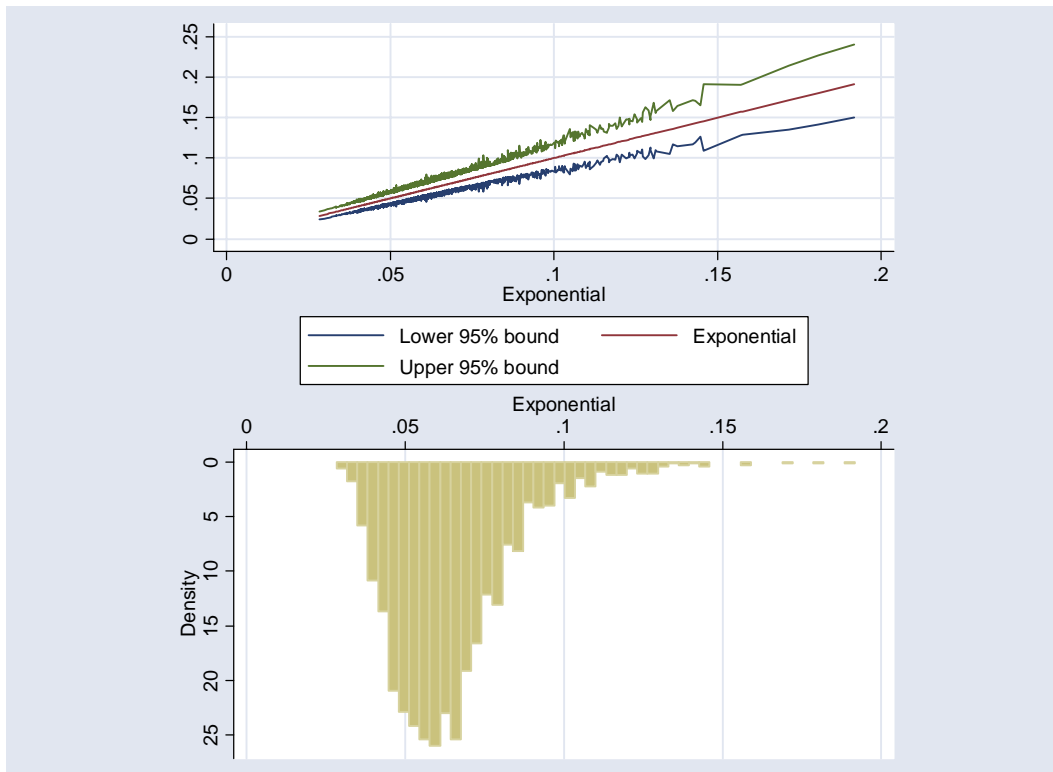 .25
.2
.15
.1
.05
0
0 .05 .1 .15 .2
Exponential
Lower 95% bound Exponential
Upper 95% bound
Exponential
0 .05 .1 .15 .2
0
5
10
15
20
25
Density